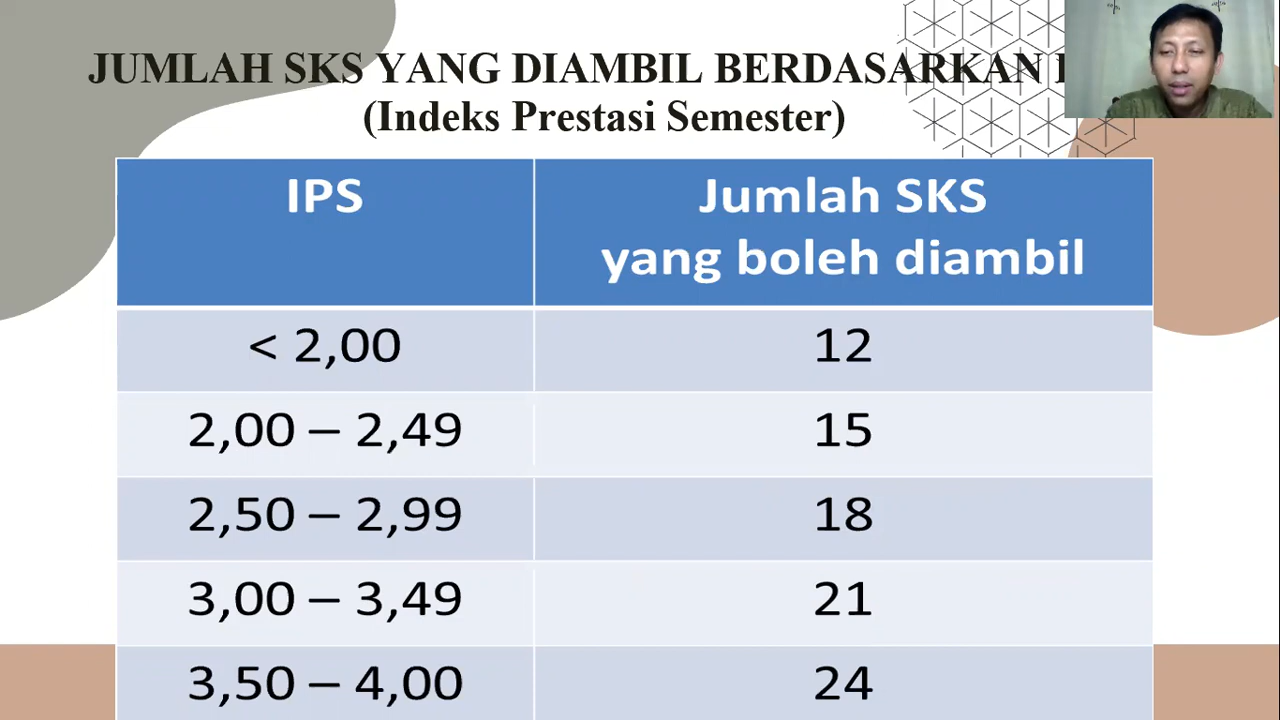 JUMLAH SKS YANG DIAMBIL BERDASARKAN
(Indeks Prestasi Semester)
IPS
Jumlah SKS
yang boleh diambil
< 2,00
12
2,00 – 2,49
15
2,50 – 2,99
18
3,00 – 3,49
21
3,50 – 4,00
24